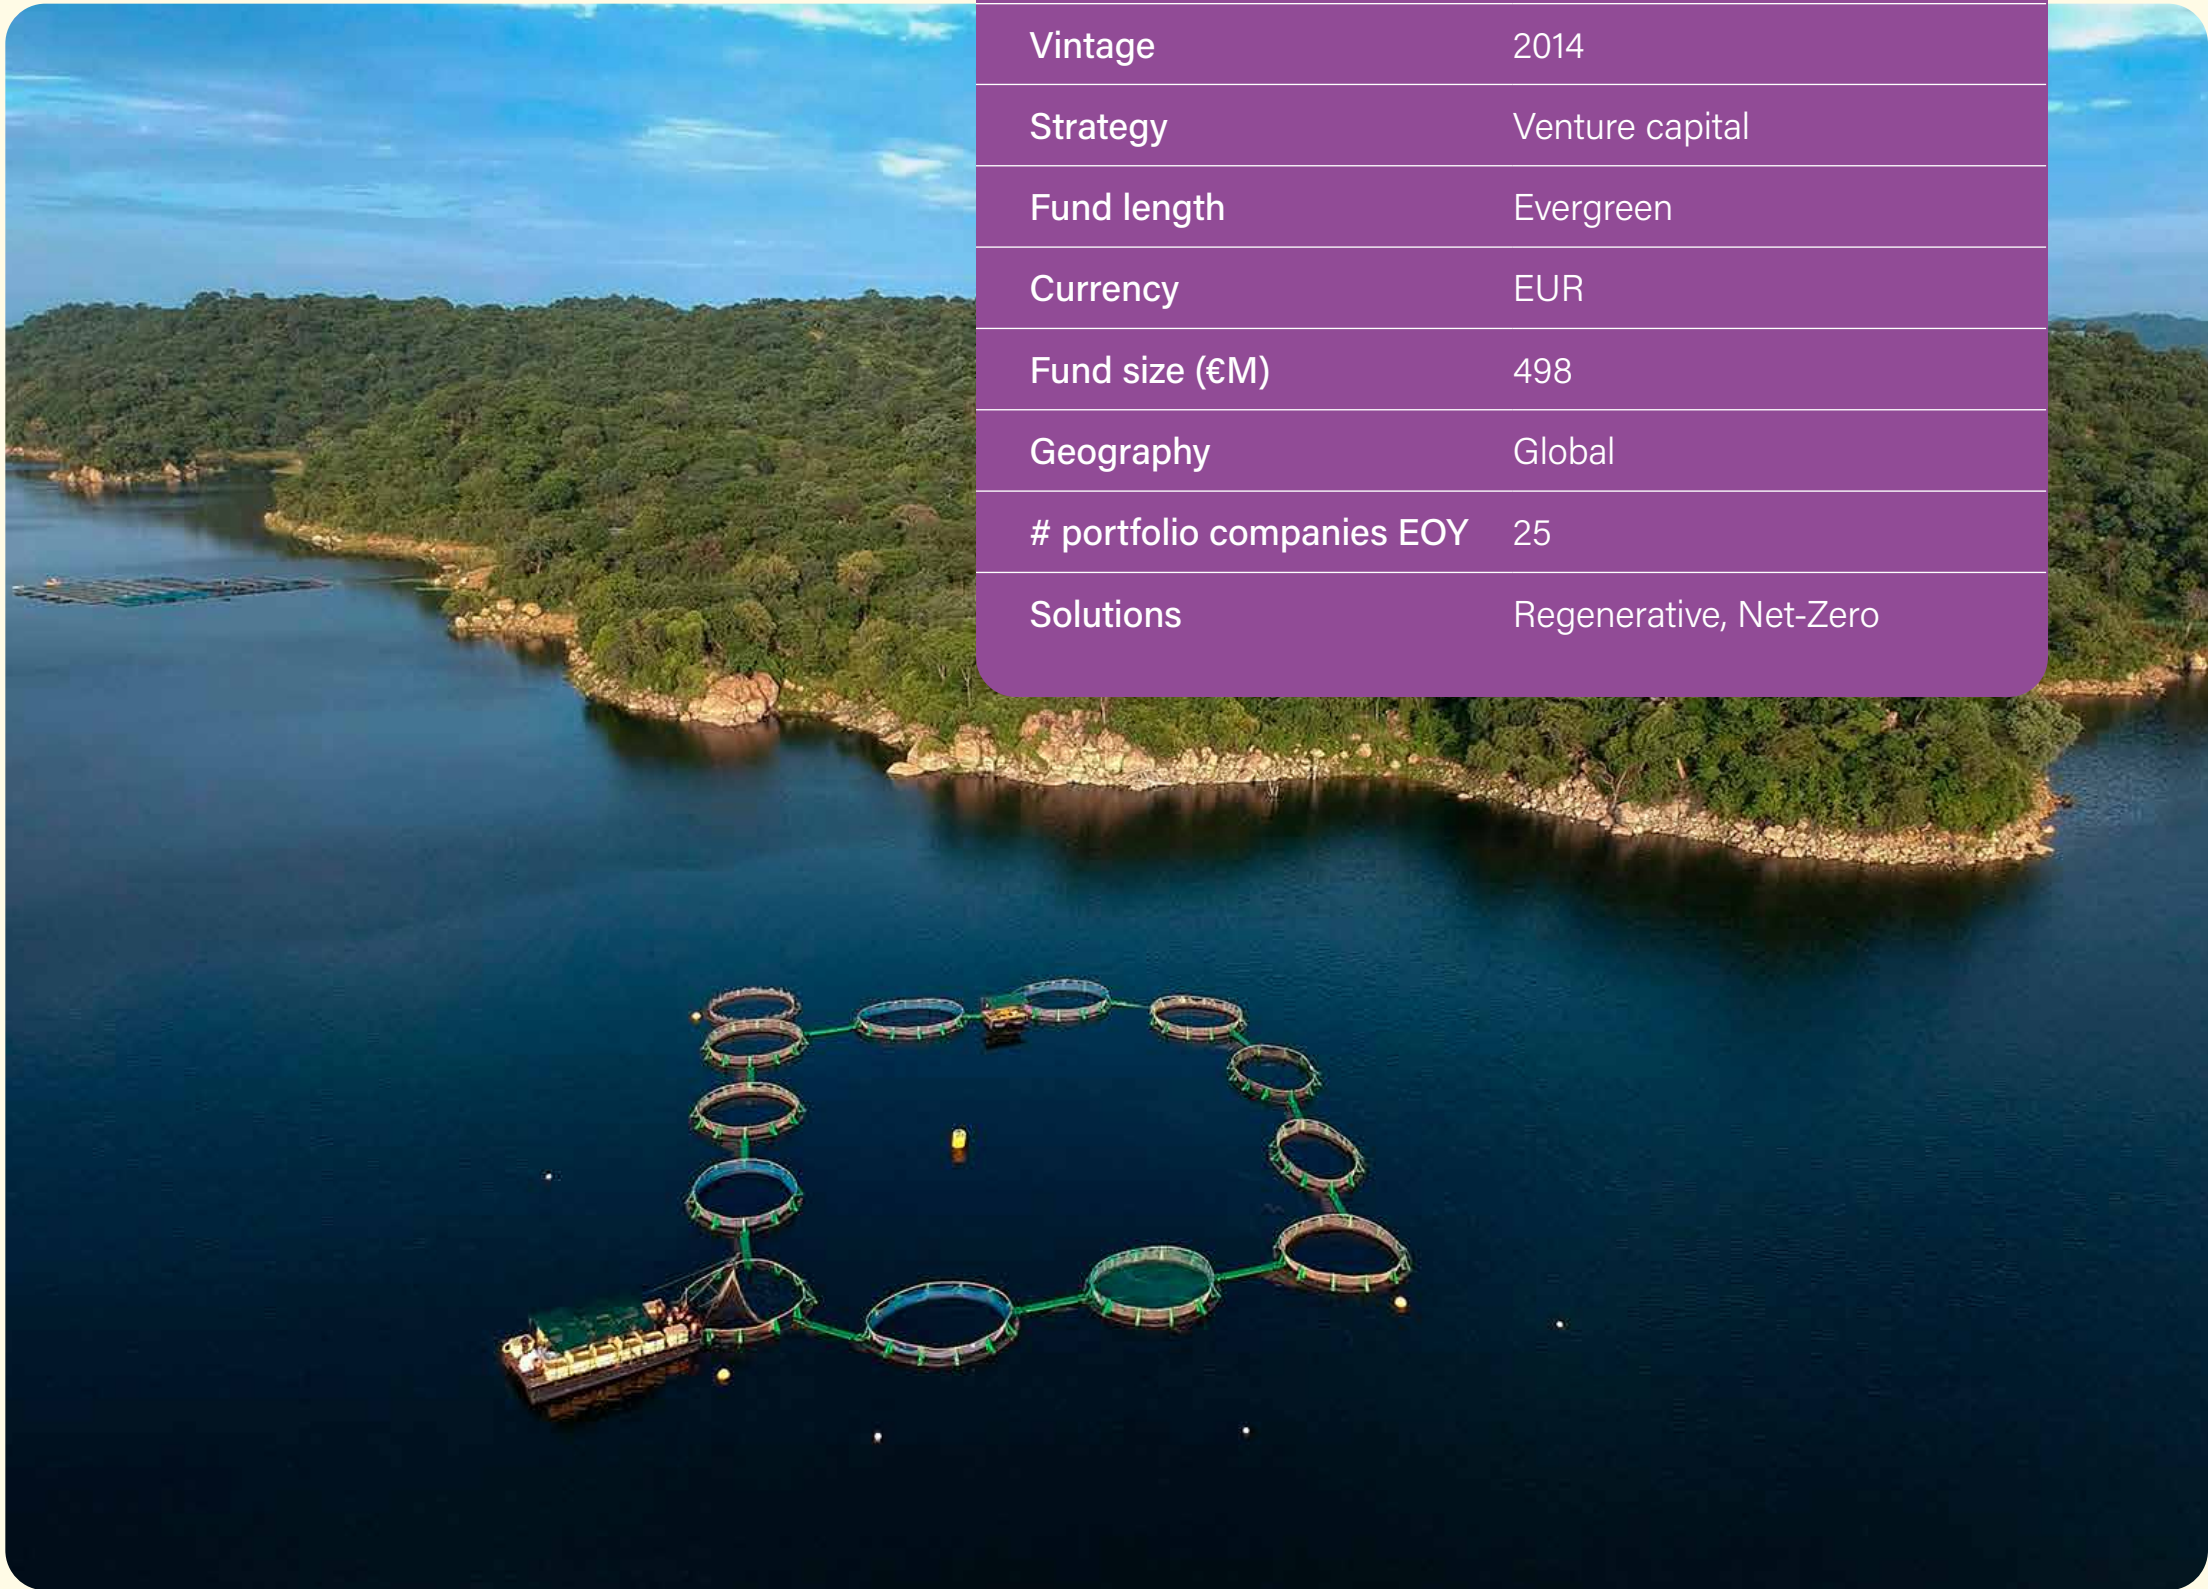 Vintage 2014
Strategy Venture capital
Fund length Evergreen
Currency EUR
Fund size (€M) 498
Geography Global
# portfolio companies EOY 25
Solutions Regenerative, Net-Zero